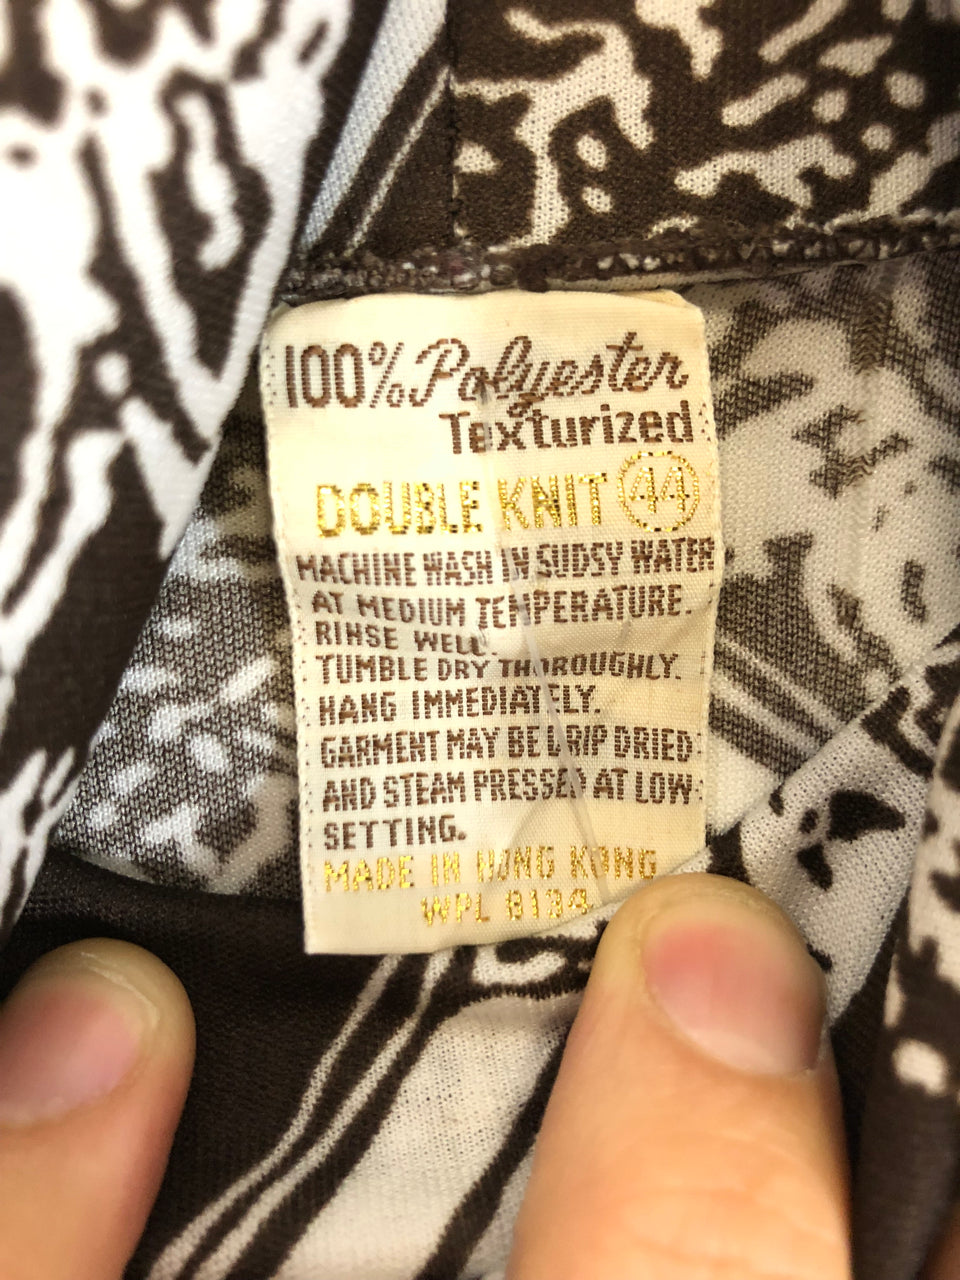 100% Polyester
Texturized
DOUBLE KNIT 44
MACHINE WASH IN SUDSY WATER
AT MEDIUM TEMPERATURE.
RINSE WELL.
TUMBLE DRY THOROUGHLY.
HANG IMMEDIATELY.
GARMENT MAY BE DRIP DRIED
AND STEAM PRESSED AT LOW
SETTING.
MADE IN HONG KONG
WPL 8134